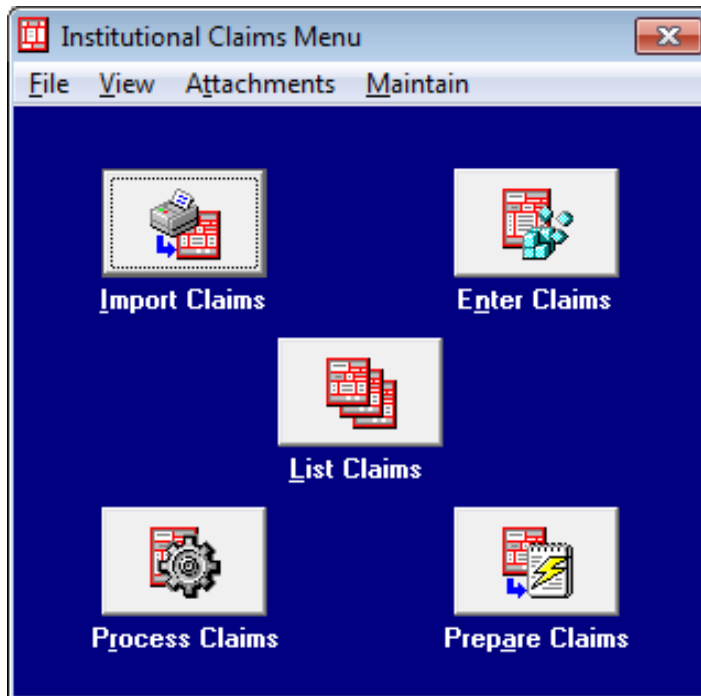 Institutional Claims Menu
File View Attachments Maintain
Import Claims
Enter Claims
List Claims
Process Claims
Prepare Claims